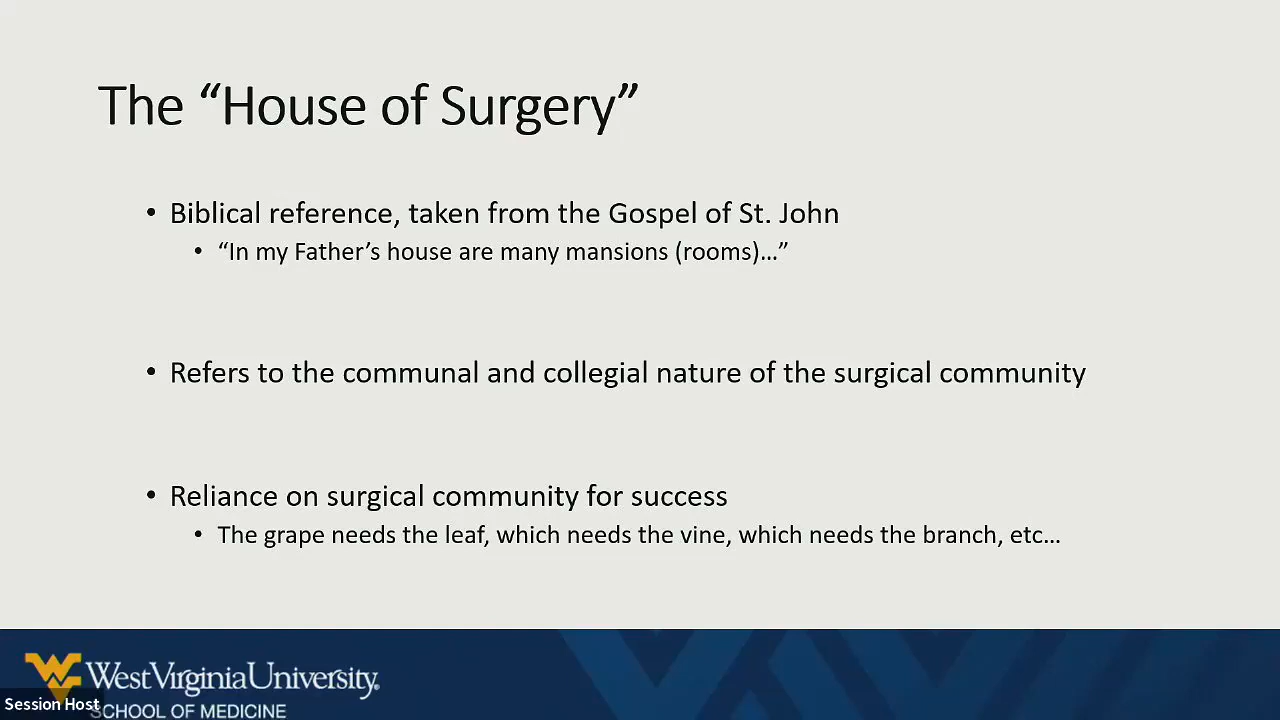 The “House of Surgery”
• Biblical reference, taken from the Gospel of St. John
• “In my Father’s house are many mansions (rooms)…”
• Refers to the communal and collegial nature of the surgical community
• Reliance on surgical community for success
• The grape needs the leaf, which needs the vine, which needs the branch, etc…
WestVirginiaUniversity.
SCHOOL OF MEDICINE
Session Host